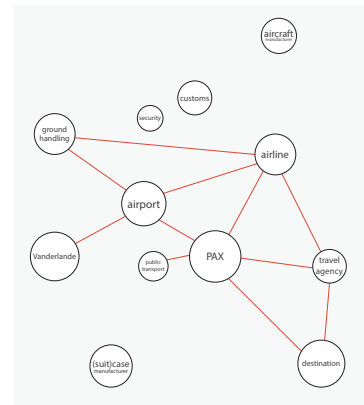 aircraft
manufacturer
customs
security
ground
handling
airline
airport
Vanderlande
public
transport
PAX
travel
agency
(suit)case
manufacturer
destination